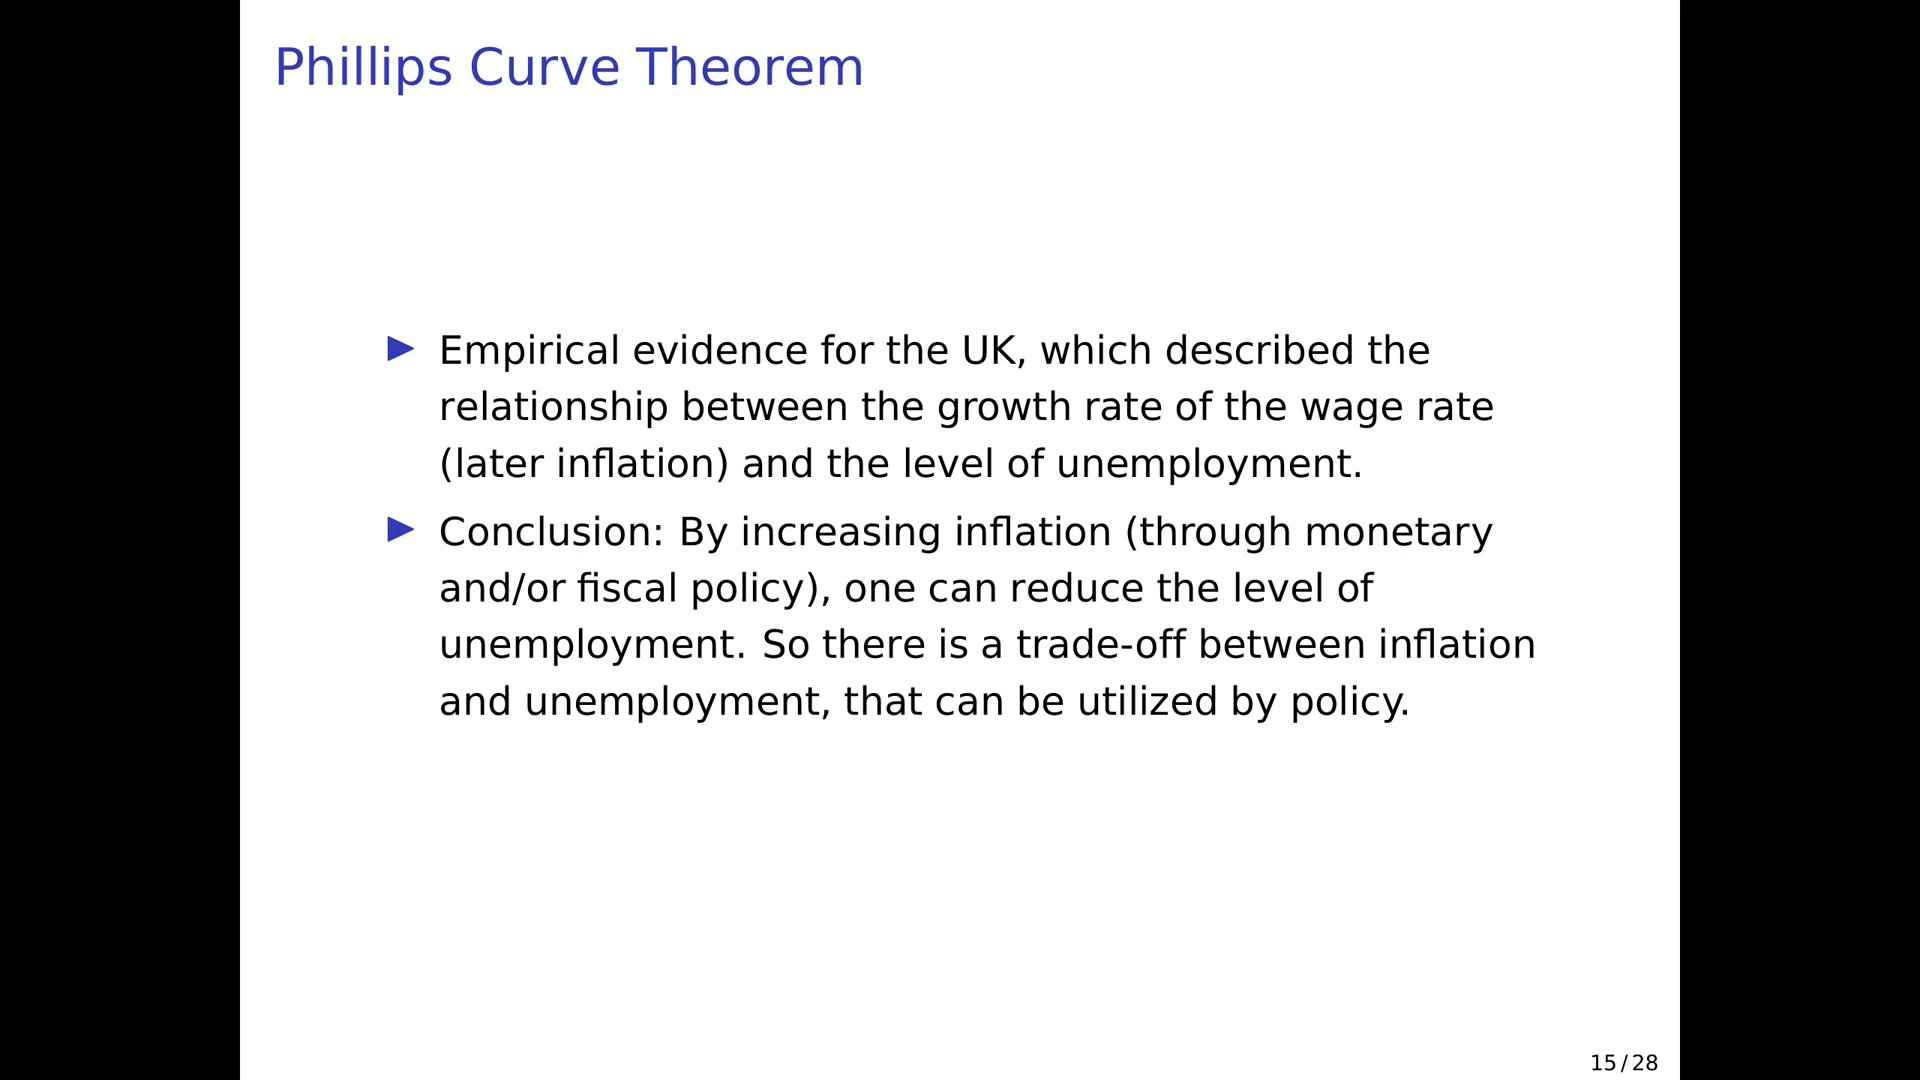 Phillips Curve Theorem
▶ Empirical evidence for the UK, which described the
relationship between the growth rate of the wage rate
(later inflation) and the level of unemployment.
▶ Conclusion: By increasing inflation (through monetary
and/or fiscal policy), one can reduce the level of
unemployment. So there is a trade-off between inflation
and unemployment, that can be utilized by policy.
15 / 28